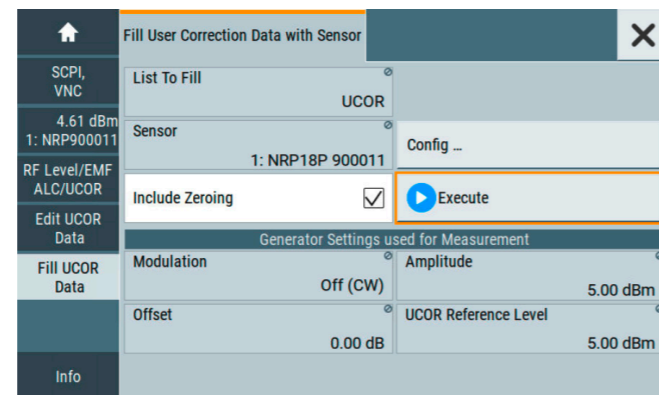 Fill User Correction Data with Sensor
SCPI,
VNC
4.61 dBm
1: NRP900011
RF Level/EMF
ALC/UCOR
Edit UCOR
Data
Fill UCOR
Data
Info
List To Fill
UCOR
Sensor
1: NRP18P 900011
Config ...
Include Zeroing
Execute
Generator Settings used for Measurement
Modulation
Off (CW)
Amplitude
5.00 dBm
Offset
0.00 dB
UCOR Reference Level
5.00 dBm